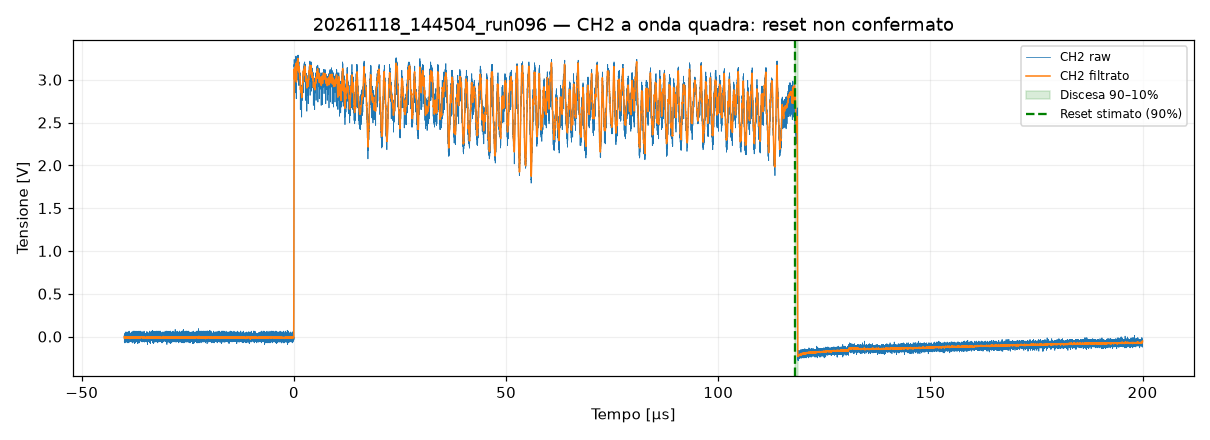 20261118_144504_run096 — CH2 a onda quadra: reset non confermato
CH2 raw
CH2 filtrato
Discesa 90–10%
Reset stimato (90%)
Tensione [V]
3.0
2.5
2.0
1.5
1.0
0.5
0.0
−50
0
50
100
150
200
Tempo [µs]